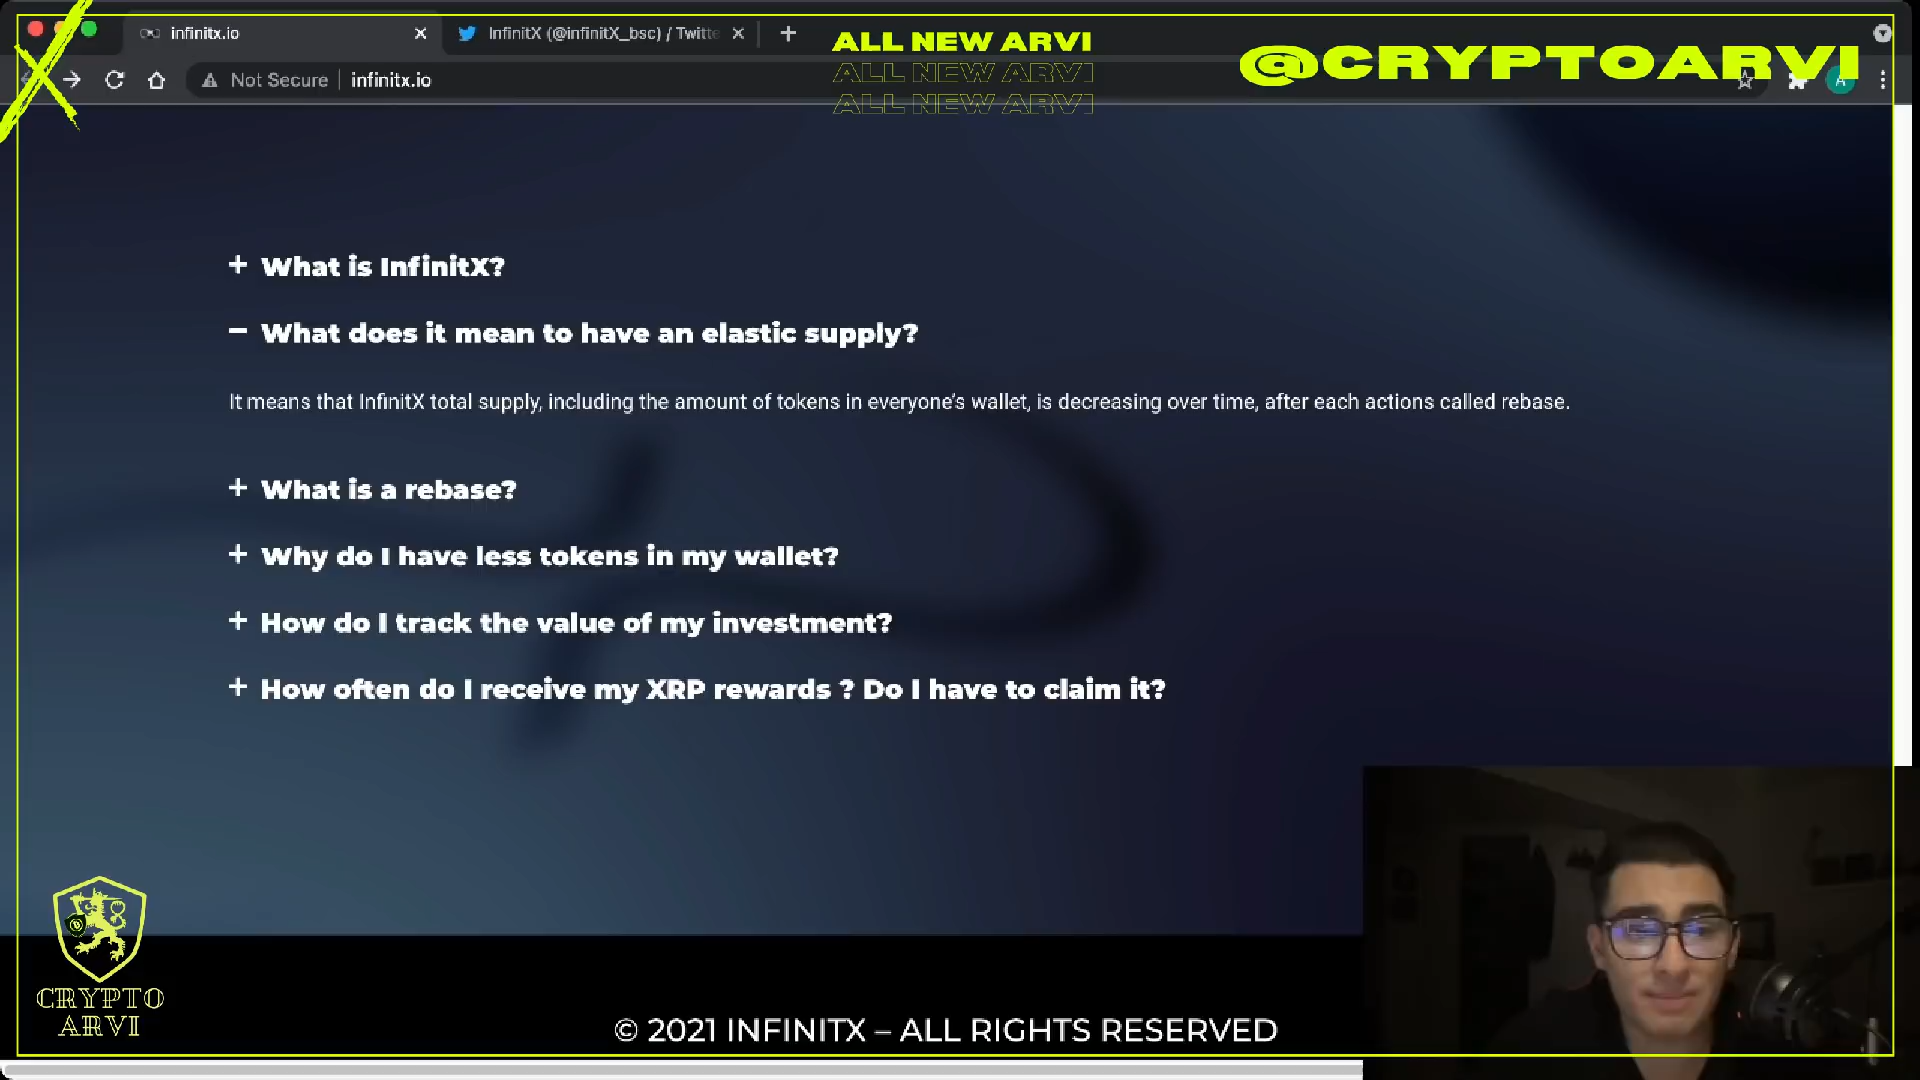 infinitx.io
InfinitX (@infinitX_bsc) / Twitte
ALL NEW ARVI
ALL NEW ARVI
ALL NEW ARVI
@CRYPTOARVI
Not Secure
infinitx.io
A
+ What is InfinitX?
− What does it mean to have an elastic supply?
It means that InfinitX total supply, including the amount of tokens in everyone’s wallet, is decreasing over time, after each actions called rebase.
+ What is a rebase?
+ Why do I have less tokens in my wallet?
+ How do I track the value of my investment?
+ How often do I receive my XRP rewards ? Do I have to claim it?
CRYPTO
ARVI
© 2021 INFINITX – ALL RIGHTS RESERVED